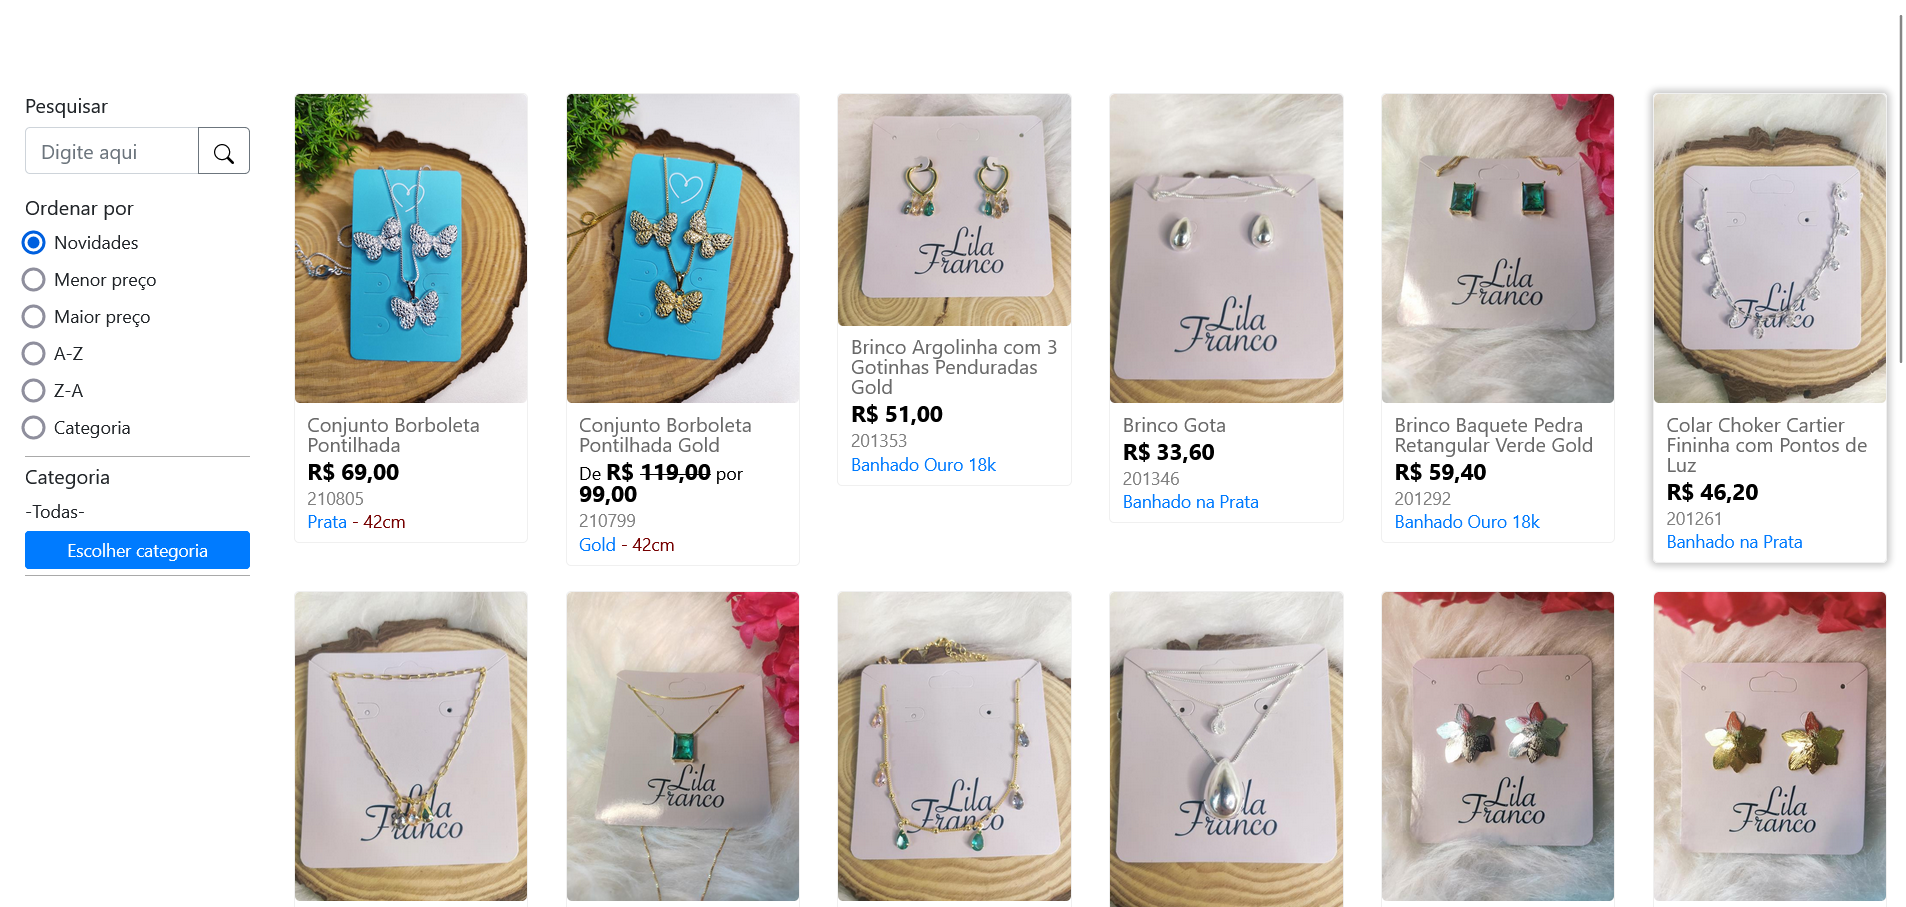 Pesquisar
Digite aqui
Ordenar por
Novidades
Menor preço
Maior preço
A-Z
Z-A
Categoria
Categoria
-Todas-
Escolher categoria
Conjunto Borboleta
Pontilhada
R$ 69,00
210805
Prata - 42cm
Conjunto Borboleta
Pontilhada Gold
De R$ 119,00 por
99,00
210799
Gold - 42cm
Lila
Franco
Brinco Argolinha com 3
Gotinhas Penduradas
Gold
R$ 51,00
201353
Banhado Ouro 18k
Lila
Franco
Brinco Gota
R$ 33,60
201346
Banhado na Prata
Lila
Franco
Brinco Baquete Pedra
Retangular Verde Gold
R$ 59,40
201292
Banhado Ouro 18k
Lila
Franco
Colar Choker Cartier
Fininha com Pontos de
Luz
R$ 46,20
201261
Banhado na Prata
Lila
Franco
Lila
Franco
Lila
Franco
Lila
Franco
Lila
Franco
Lila
Franco